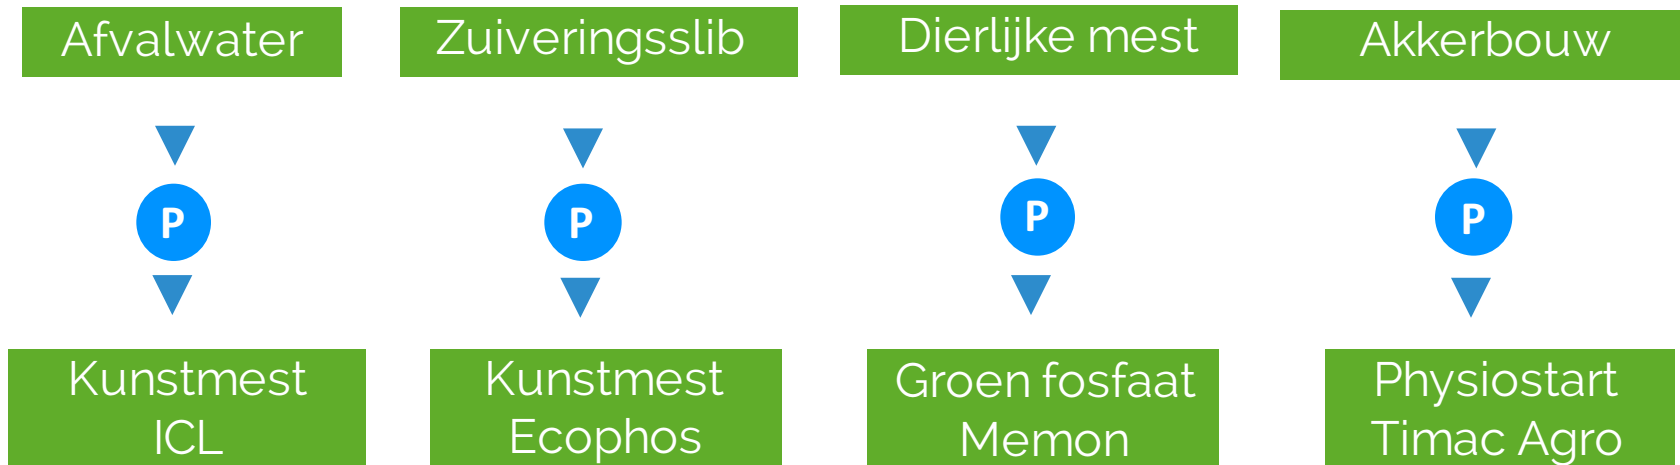 Afvalwater
Zuiveringsslib
Dierlijke mest
Akkerbouw
P
P
P
P
Kunstmest
ICL
Kunstmest
Ecophos
Groen fosfaat
Memon
Physiostart
Timac Agro